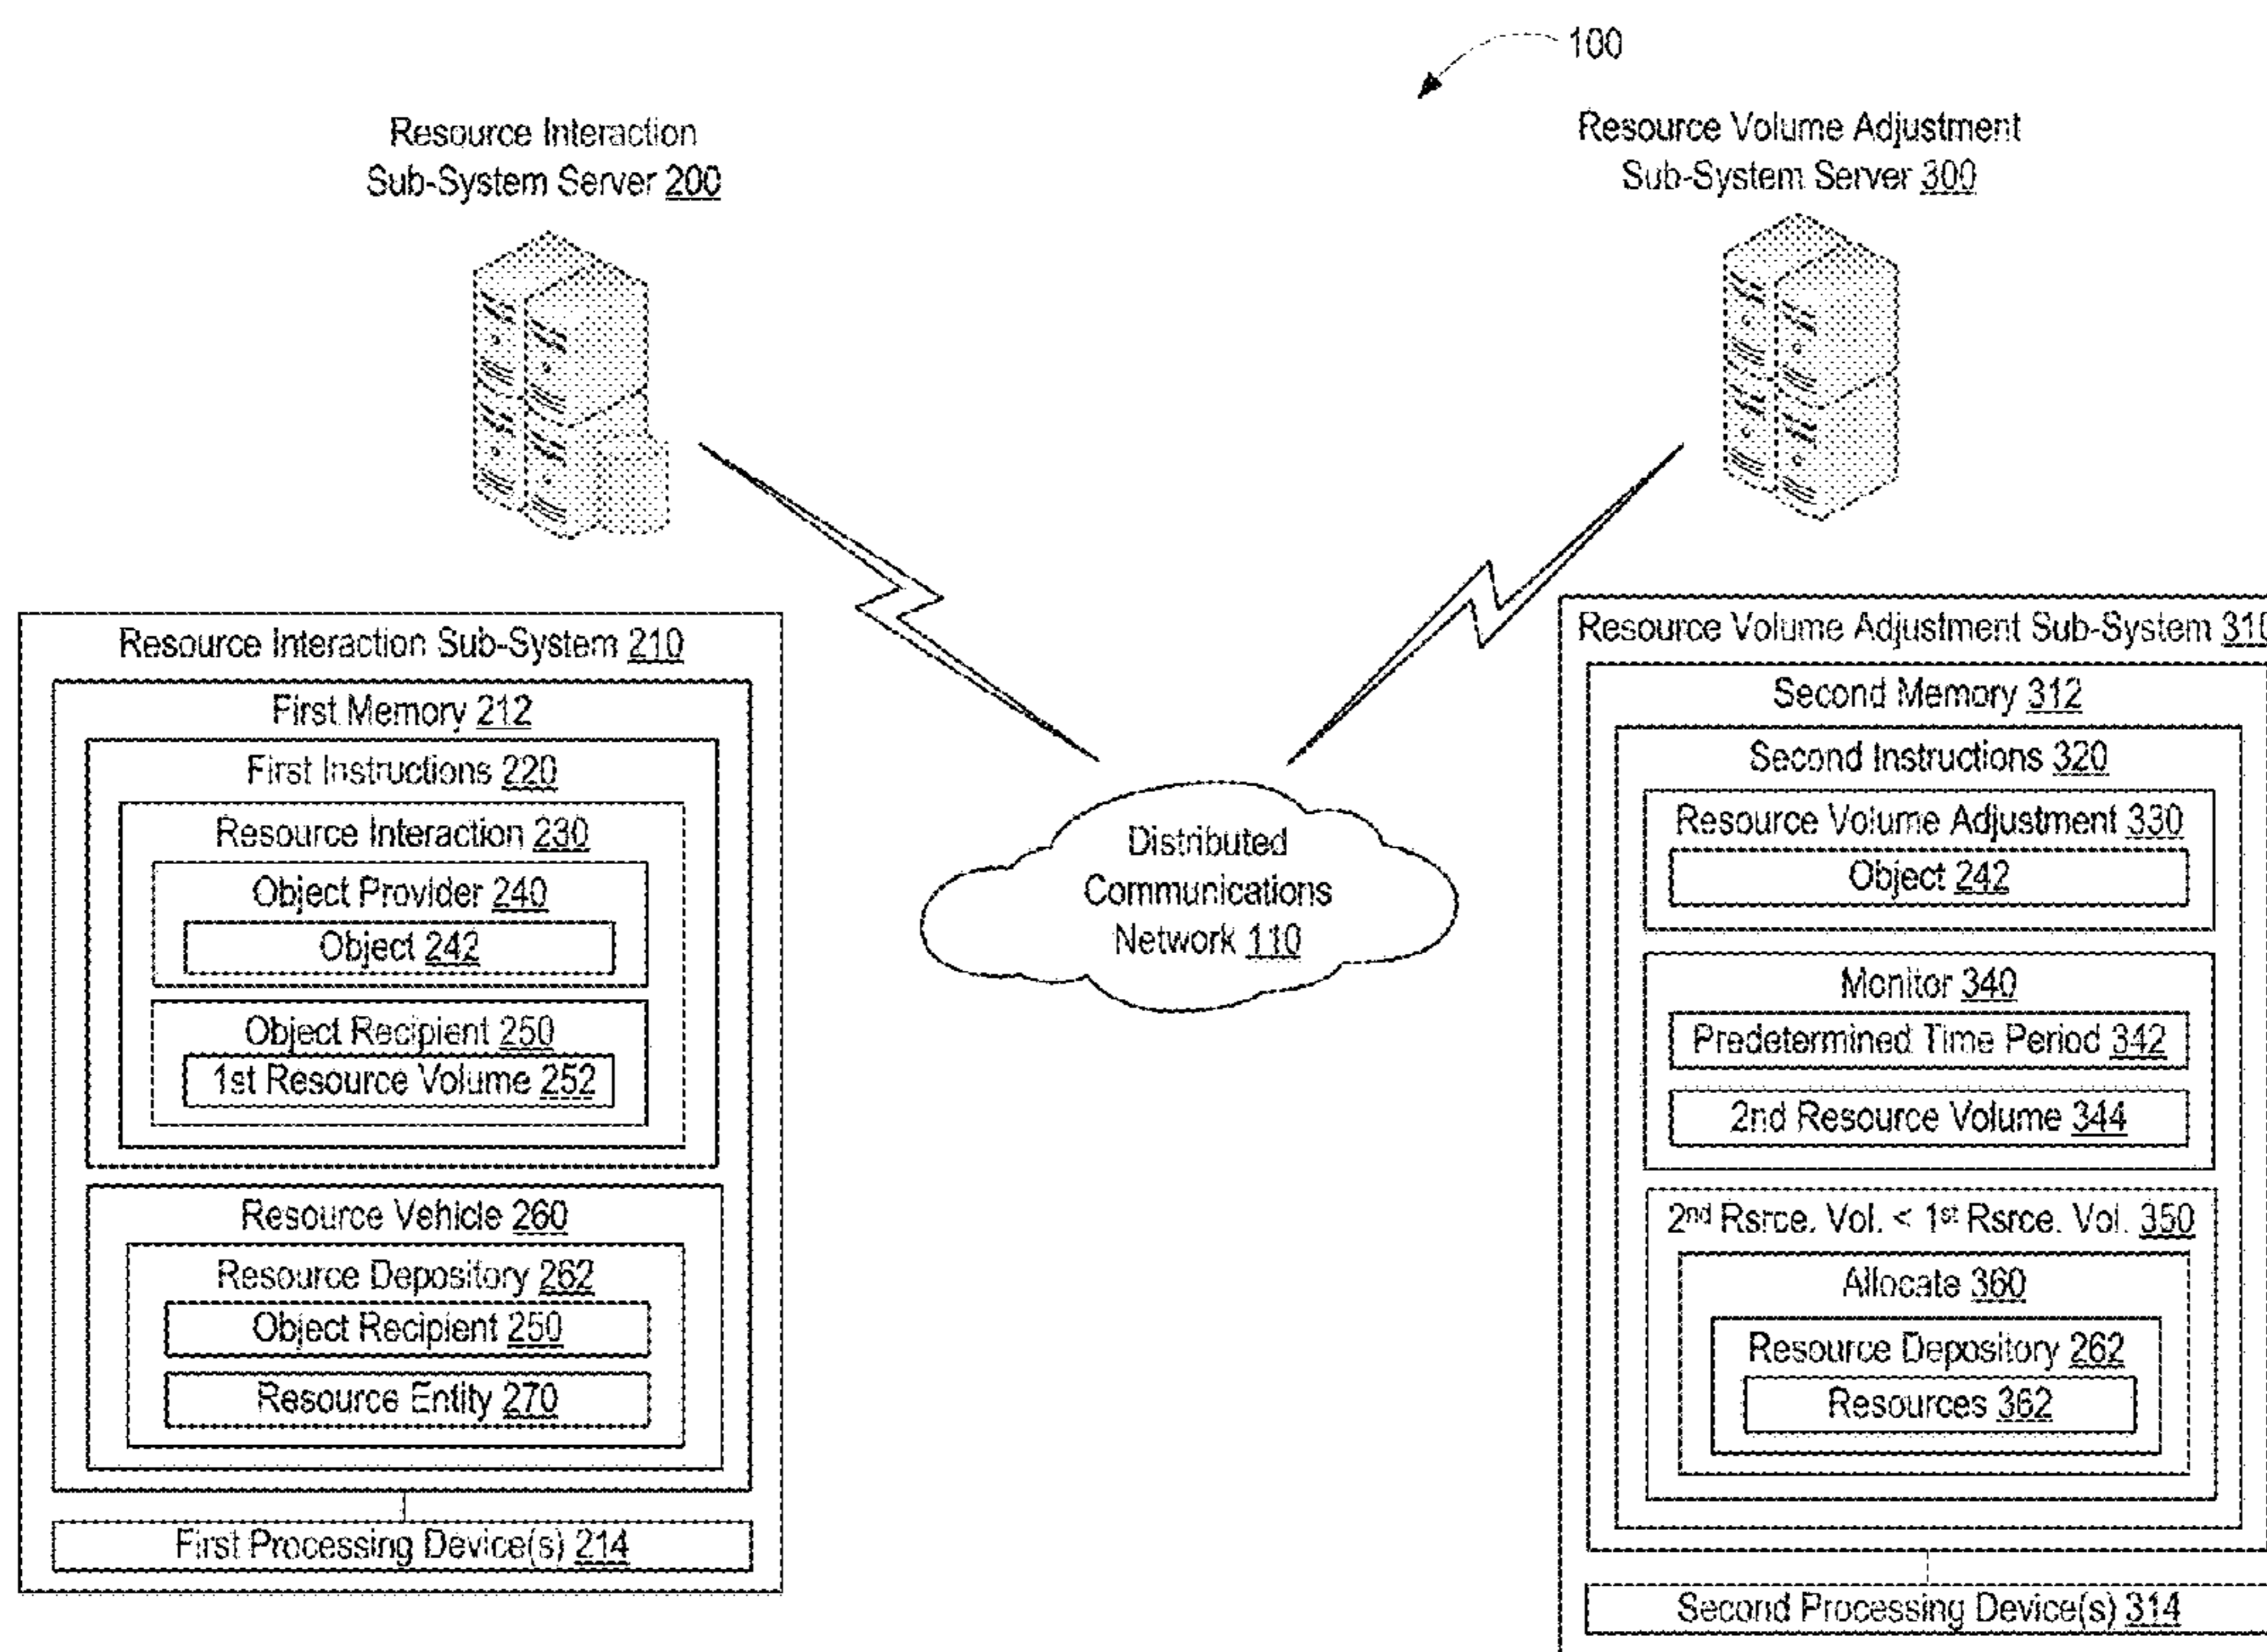 100
Resource Interaction
Sub-System Server 200
Resource Volume Adjustment
Sub-System Server 300
Resource Interaction Sub-System 210
First Memory 212
First Instructions 220
Resource Interaction 230
Object Provider 240
Object 242
Object Recipient 250
1st Resource Volume 252
Resource Vehicle 260
Resource Depository 262
Object Recipient 250
Resource Entity 270
First Processing Device(s) 214
Distributed
Communications
Network 110
Resource Volume Adjustment Sub-System 310
Second Memory 312
Second Instructions 320
Resource Volume Adjustment 330
Object 242
Monitor 340
Predetermined Time Period 342
2nd Resource Volume 344
2nd Rsrce. Vol. < 1st Rsrce. Vol. 350
Allocate 360
Resource Depository 262
Resources 362
Second Processing Device(s) 314